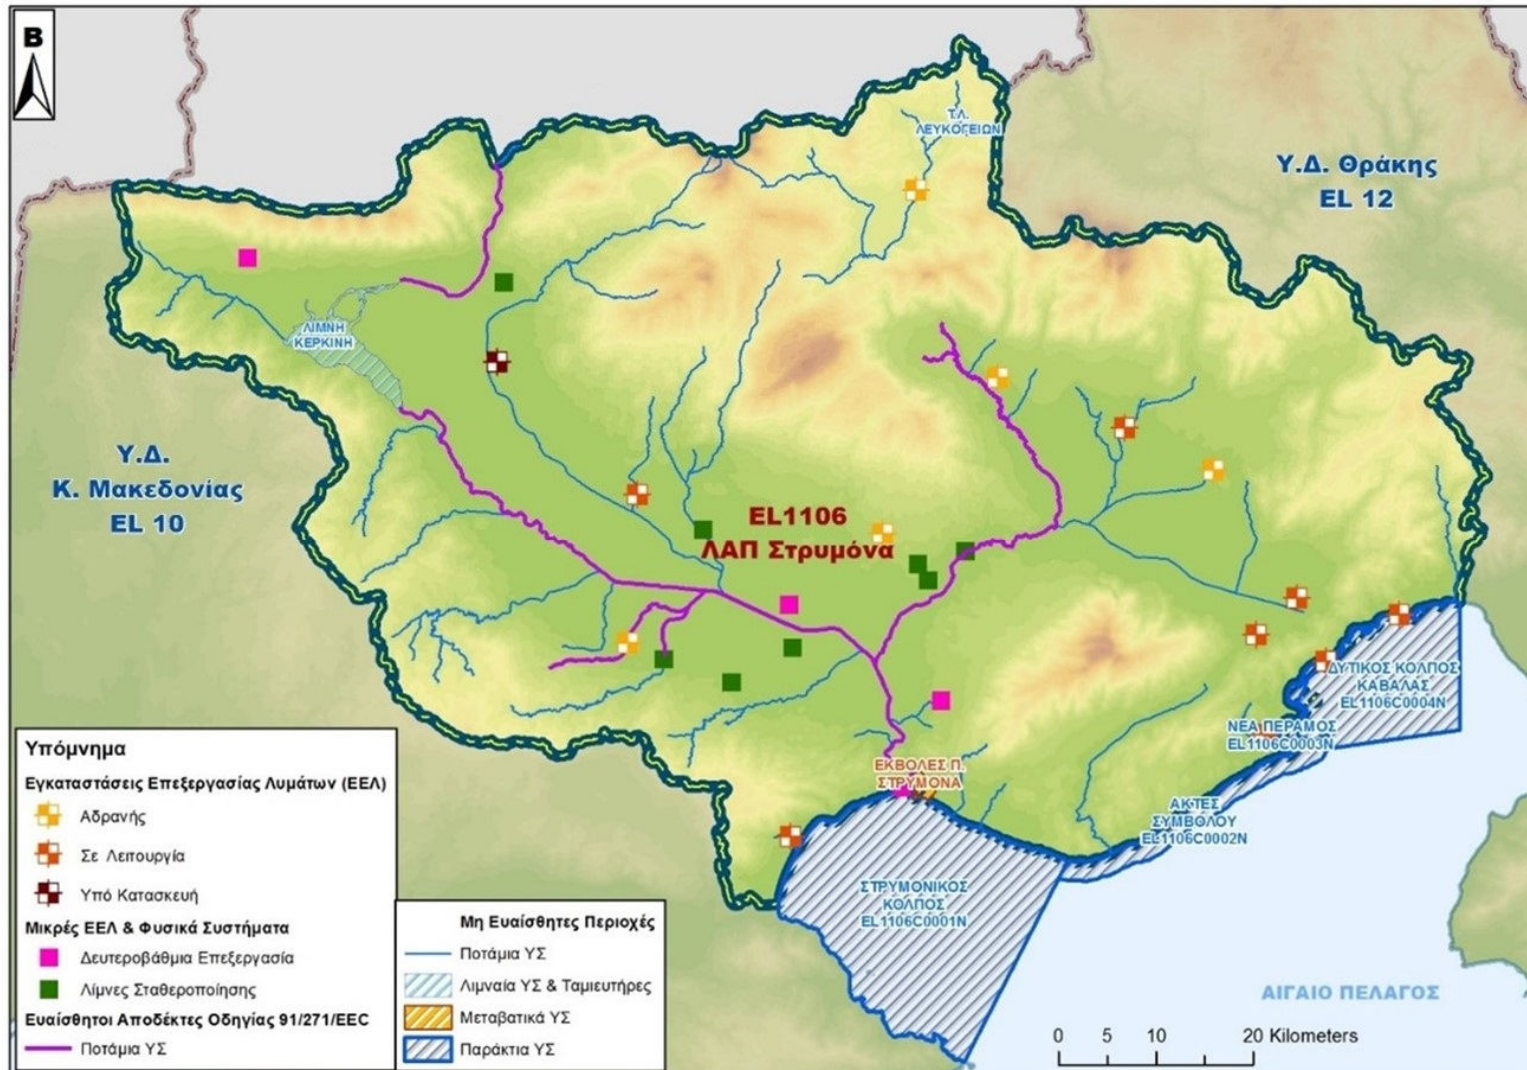 Β
Τ.Λ.
ΛΕΥΚΟΓΕΙΩΝ
Υ.Δ. Θράκης
EL 12
ΛΙΜΝΗ
ΚΕΡΚΙΝΗ
Υ.Δ.
Κ. Μακεδονίας
EL 10
EL1106
ΛΑΠ Στρυμόνα
ΔΥΤΙΚΟΣ ΚΟΛΠΟΣ
ΚΑΒΑΛΑΣ
EL1106C0004N
ΝΕΑ ΠΕΡΑΜΟΣ
EL1106C0003N
ΕΚΒΟΛΕΣ Π.
ΣΤΡΥΜΟΝΑ
ΑΚΤΕΣ
ΣΥΜΒΟΛΟΥ
EL1106C0002N
ΣΤΡΥΜΟΝΙΚΟΣ
ΚΟΛΠΟΣ
EL1106C0001N
ΑΙΓΑΙΟ ΠΕΛΑΓΟΣ
0 5 10 20 Kilometers
Υπόμνημα
Εγκαταστάσεις Επεξεργασίας Λυμάτων (ΕΕΛ)
Αδρανής
Σε Λειτουργία
Υπό Κατασκευή
Μικρές ΕΕΛ & Φυσικά Συστήματα
Δευτεροβάθμια Επεξεργασία
Λίμνες Σταθεροποίησης
Ευαίσθητοι Αποδέκτες Οδηγίας 91/271/EEC
Ποτάμια ΥΣ
Μη Ευαίσθητες Περιοχές
Ποτάμια ΥΣ
Λιμναία ΥΣ & Ταμιευτήρες
Μεταβατικά ΥΣ
Παράκτια ΥΣ